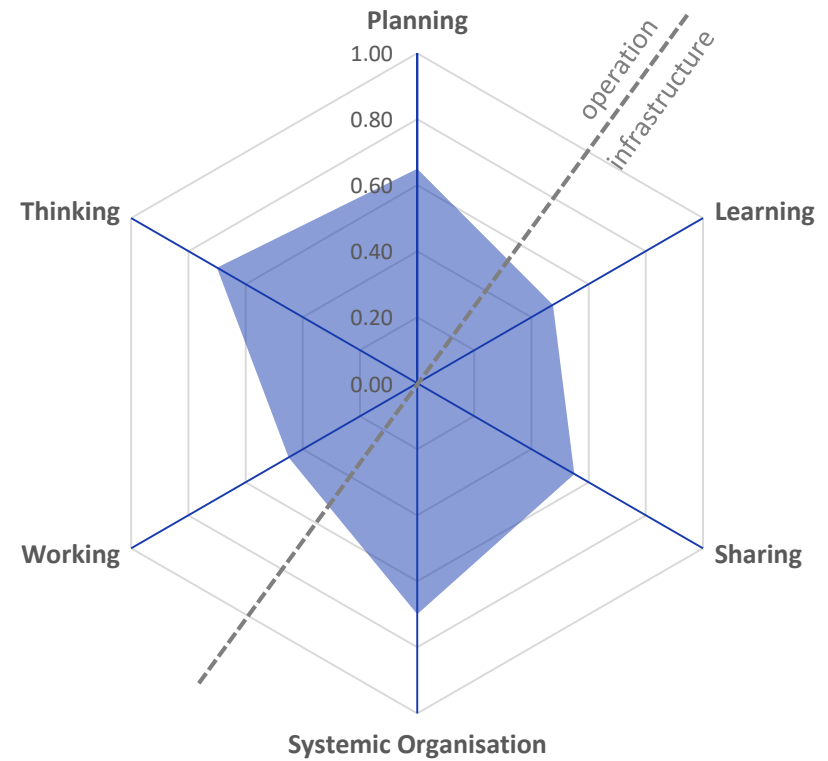 Planning
1.00
operation
infrastructure
0.80
0.60
Thinking
Learning
0.40
0.20
0.00
Working
Sharing
Systemic Organisation